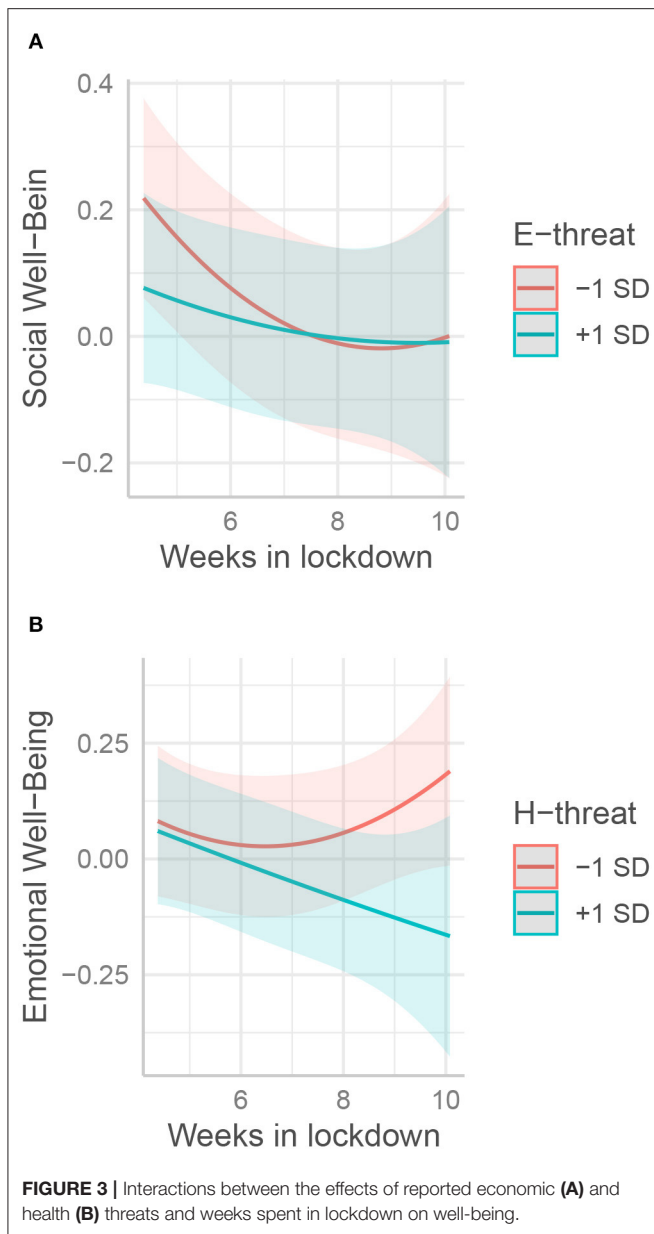 A
0.4
0.2
0.0
−0.2
Social Well−Bein
6 8 10
Weeks in lockdown
E−threat
−1 SD
+1 SD
B
0.25
0.00
−0.25
Emotional Well−Being
6 8 10
Weeks in lockdown
H−threat
−1 SD
+1 SD
FIGURE 3 | Interactions between the effects of reported economic (A) and
health (B) threats and weeks spent in lockdown on well-being.